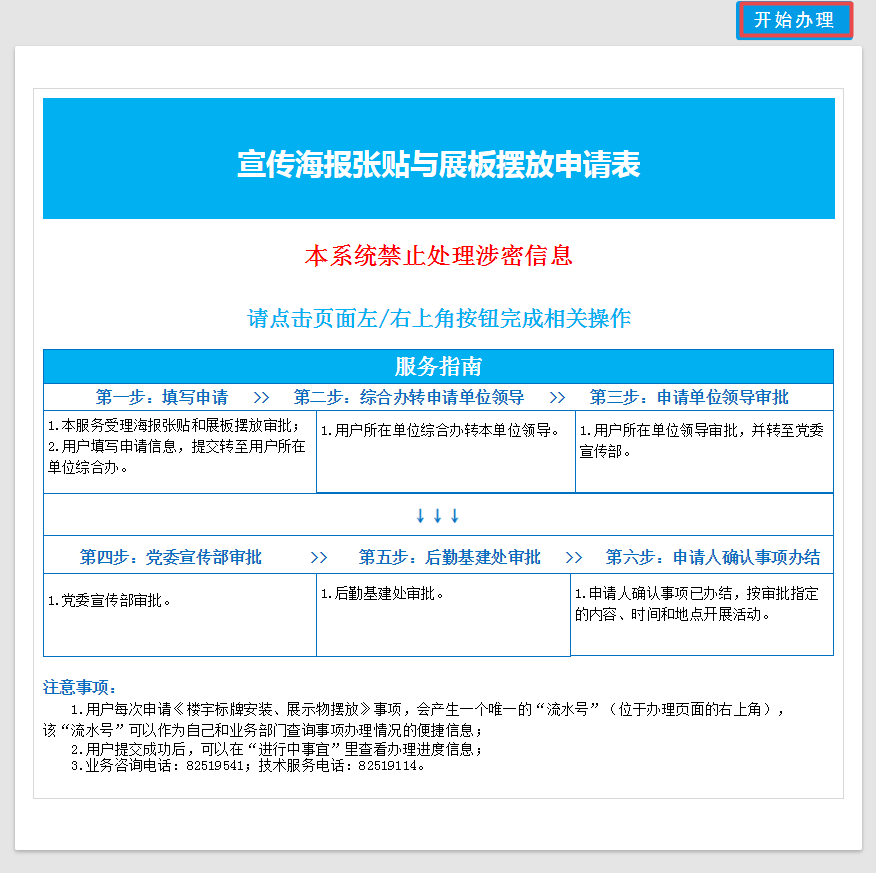 开始办理
宣传海报张贴与展板摆放申请表
本系统禁止处理涉密信息
请点击页面左/右上角按钮完成相关操作
服务指南
第一步：填写申请 >> 第二步：综合办转申请单位领导 >> 第三步：申请单位领导审批
1.本服务受理海报张贴和展板摆放审批；
2.用户填写申请信息，提交转至用户所在
单位综合办。
1.用户所在单位综合办转本单位领导。
1.用户所在单位领导审批，并转至党委
宣传部。
↓↓↓
第四步：党委宣传部审批 >> 第五步：后勤基建处审批 >> 第六步：申请人确认事项办结
1.党委宣传部审批。
1.后勤基建处审批。
1.申请人确认事项已办结，按审批指定
的内容、时间和地点开展活动。
注意事项：
1.用户每次申请《楼宇标牌安装、展示物摆放》事项，会产生一个唯一的“流水号”（位于办理页面的右上角），
该“流水号”可以作为自己和业务部门查询事项办理情况的便捷信息；
2.用户提交成功后，可以在“进行中事宜”里查看办理进度信息；
3.业务咨询电话：82519541；技术服务电话：82519114。